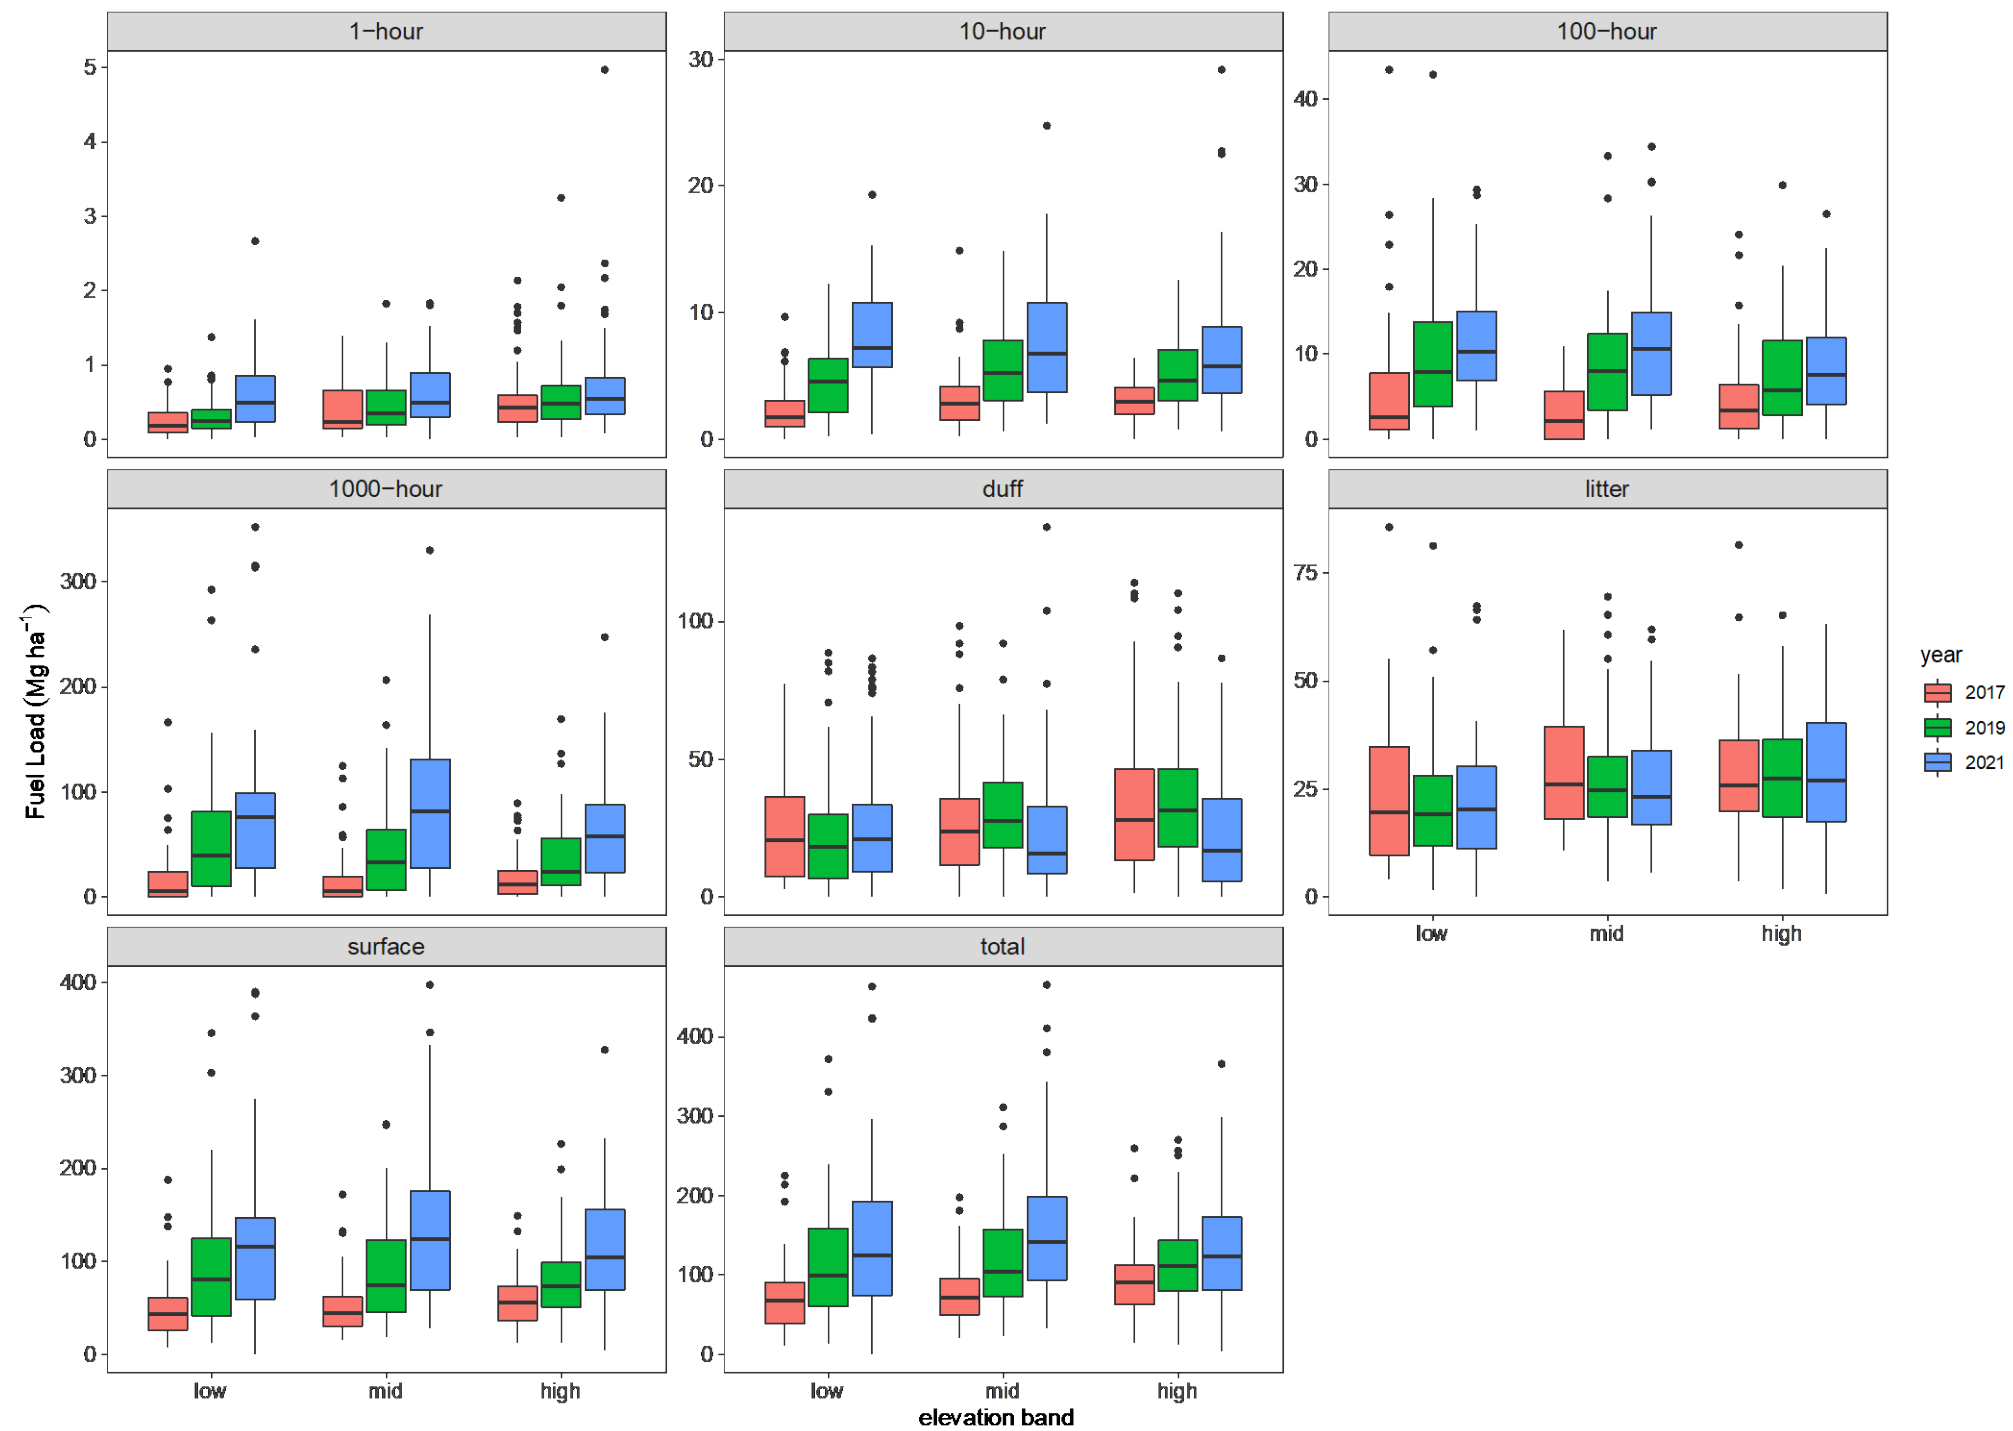 1−hour
10−hour
100−hour
5
4
3
2
1
0
30
20
10
0
40
30
20
10
0
1000−hour
duff
litter
300
200
100
0
100
50
0
75
50
25
0
low
mid
high
surface
total
400
300
200
100
0
400
300
200
100
0
low
mid
high
low
mid
high
elevation band
Fuel Load (Mg ha⁻¹)
year
2017
2019
2021